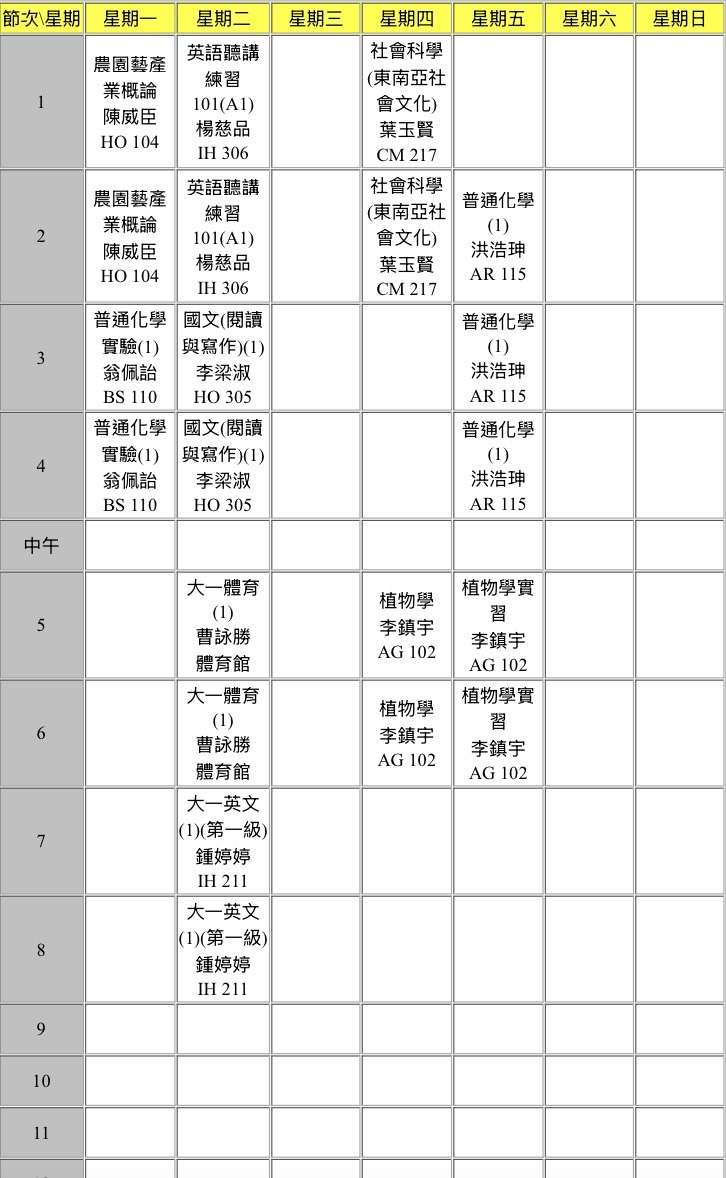 節次\星期 星期一 星期二 星期三 星期四 星期五 星期六 星期日
1
農園藝產
業概論
陳威臣
HO 104
英語聽講
練習
101(A1)
楊慈品
IH 306
社會科學
(東南亞社
會文化)
葉玉賢
CM 217
2
農園藝產
業概論
陳威臣
HO 104
英語聽講
練習
101(A1)
楊慈品
IH 306
社會科學
(東南亞社
會文化)
葉玉賢
CM 217
普通化學
(1)
洪浩珅
AR 115
3
普通化學
實驗(1)
翁佩詒
BS 110
國文(閱讀
與寫作)(1)
李梁淑
HO 305
普通化學
(1)
洪浩珅
AR 115
4
普通化學
實驗(1)
翁佩詒
BS 110
國文(閱讀
與寫作)(1)
李梁淑
HO 305
普通化學
(1)
洪浩珅
AR 115
中午
5
大一體育
(1)
曹詠勝
體育館
植物學
李鎮宇
AG 102
植物學實
習
李鎮宇
AG 102
6
大一體育
(1)
曹詠勝
體育館
植物學
李鎮宇
AG 102
植物學實
習
李鎮宇
AG 102
7
大一英文
(1)(第一級)
鍾婷婷
IH 211
8
大一英文
(1)(第一級)
鍾婷婷
IH 211
9
10
11